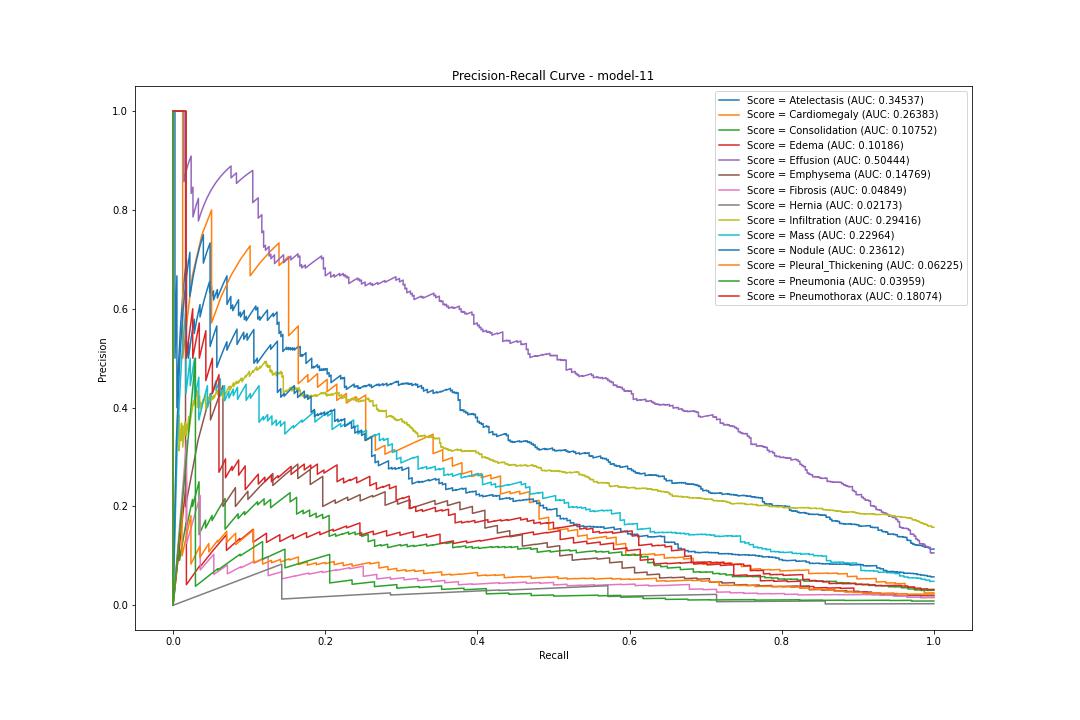 Precision-Recall Curve - model-11
Score = Atelectasis (AUC: 0.34537)
Score = Cardiomegaly (AUC: 0.26383)
Score = Consolidation (AUC: 0.10752)
Score = Edema (AUC: 0.10186)
Score = Effusion (AUC: 0.50444)
Score = Emphysema (AUC: 0.14769)
Score = Fibrosis (AUC: 0.04849)
Score = Hernia (AUC: 0.02173)
Score = Infiltration (AUC: 0.29416)
Score = Mass (AUC: 0.22964)
Score = Nodule (AUC: 0.23612)
Score = Pleural_Thickening (AUC: 0.06225)
Score = Pneumonia (AUC: 0.03959)
Score = Pneumothorax (AUC: 0.18074)
Precision
1.0
0.8
0.6
0.4
0.2
0.0
0.0 0.2 0.4 0.6 0.8 1.0
Recall